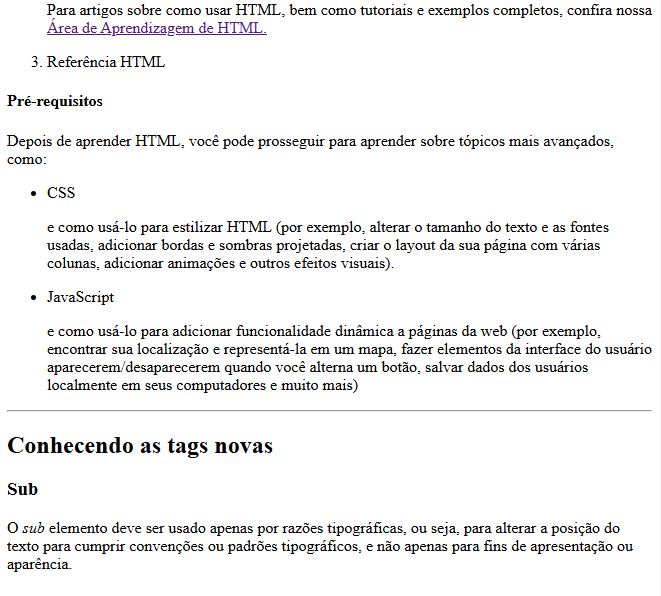 Para artigos sobre como usar HTML, bem como tutoriais e exemplos completos, confira nossa
Área de Aprendizagem de HTML.
3. Referência HTML
Pré-requisitos
Depois de aprender HTML, você pode prosseguir para aprender sobre tópicos mais avançados,
como:
• CSS
e como usá-lo para estilizar HTML (por exemplo, alterar o tamanho do texto e as fontes
usadas, adicionar bordas e sombras projetadas, criar o layout da sua página com várias
colunas, adicionar animações e outros efeitos visuais).
• JavaScript
e como usá-lo para adicionar funcionalidade dinâmica a páginas da web (por exemplo,
encontrar sua localização e representá-la em um mapa, fazer elementos da interface do usuário
aparecerem/desaparecerem quando você alterna um botão, salvar dados dos usuários
localmente em seus computadores e muito mais)
Conhecendo as tags novas
Sub
O sub elemento deve ser usado apenas por razões tipográficas, ou seja, para alterar a posição do
texto para cumprir convenções ou padrões tipográficos, e não apenas para fins de apresentação ou
aparência.